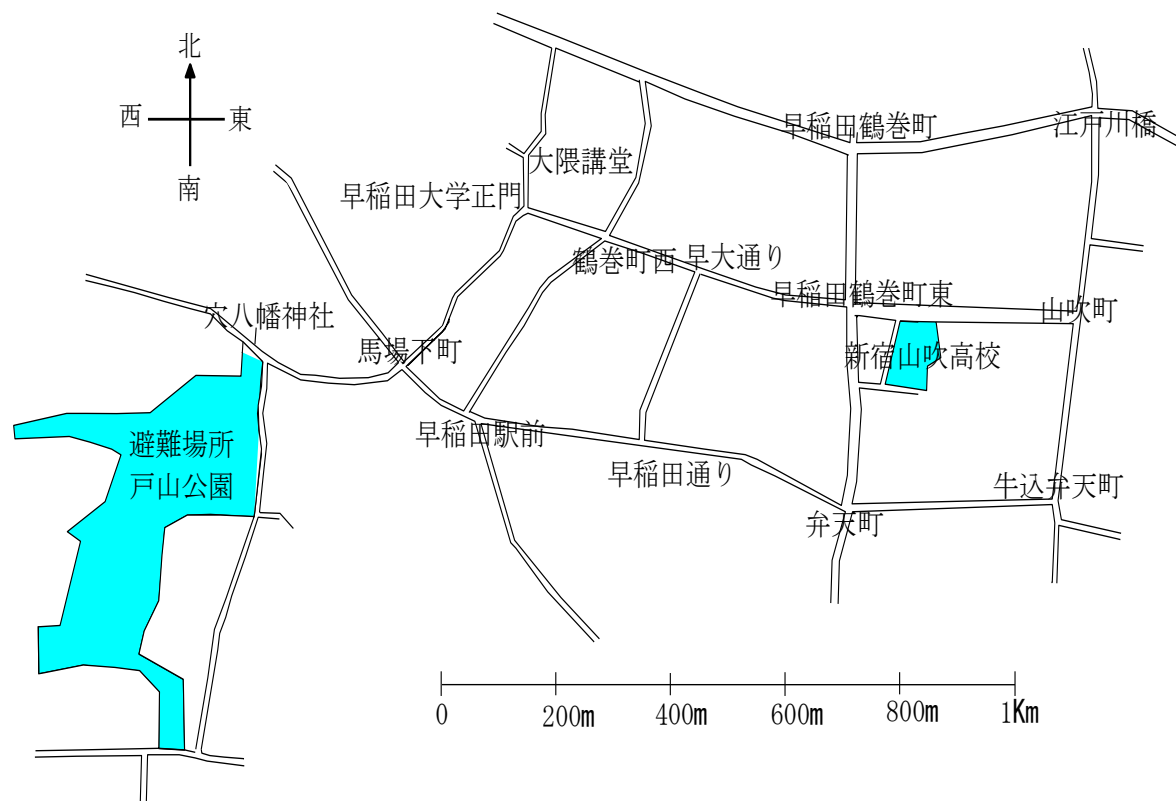 北
西
東
南
早稲田鶴巻町
江戸川橋
大隈講堂
早稲田大学正門
鶴巻町西
早大通り
早稲田鶴巻町東
山吹町
穴八幡神社
馬場下町
新宿山吹高校
早稲田駅前
避難場所
戸山公園
早稲田通り
牛込弁天町
弁天町
0
200m
400m
600m
800m
1Km